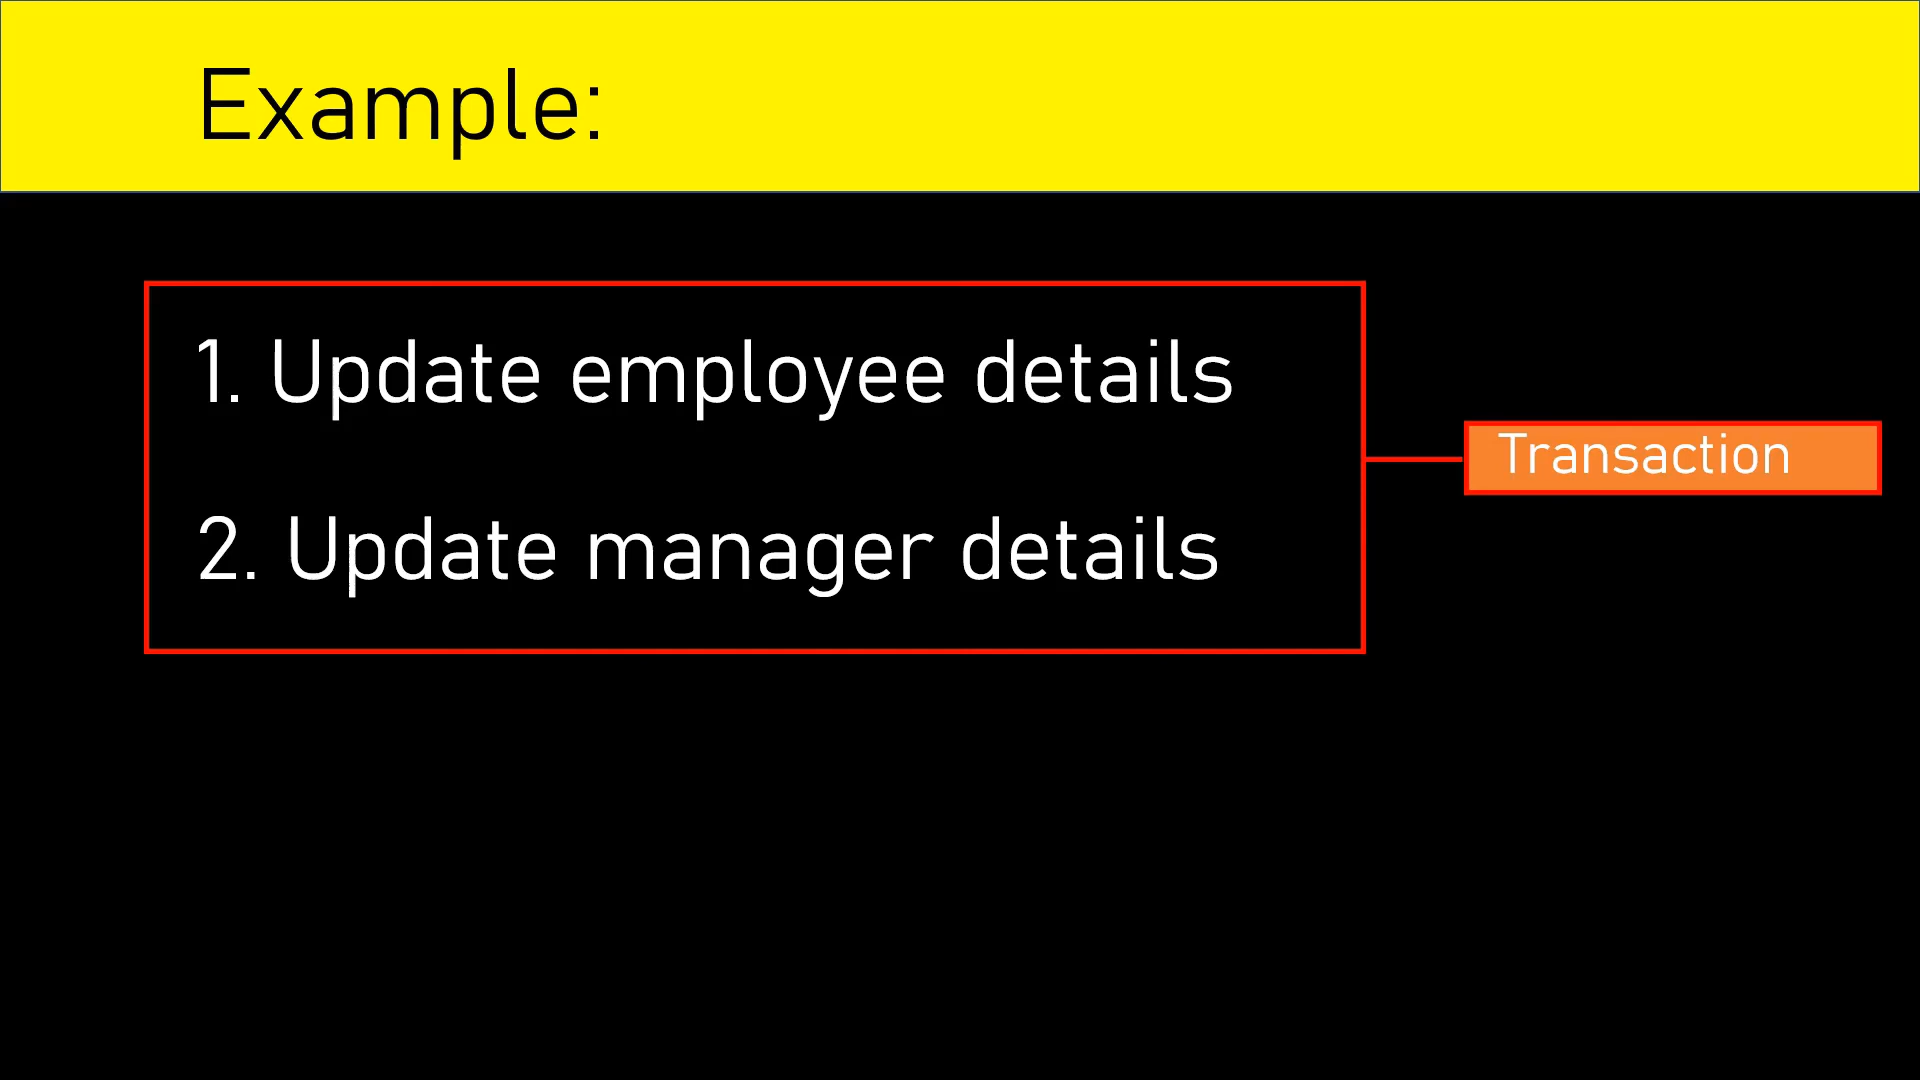 Example:
1. Update employee details
Transaction
2. Update manager details